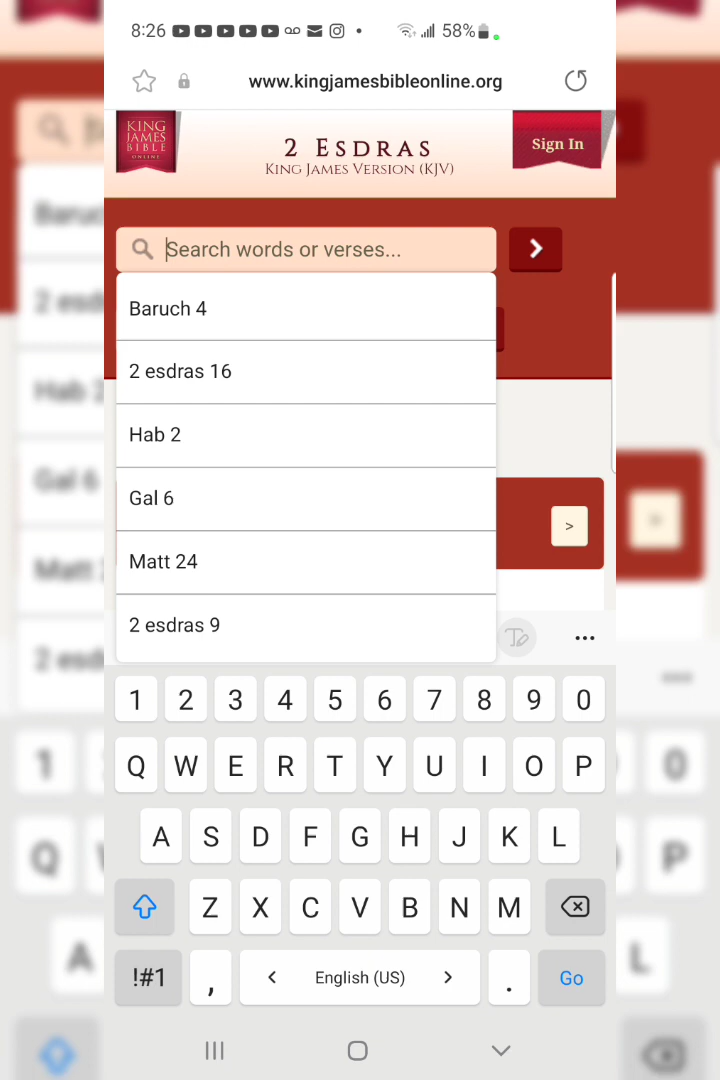 8:26 58%
www.kingjamesbibleonline.org
KING
JAMES
BIBLE
ONLINE
2 ESDRAS
KING JAMES VERSION (KJV)
Sign In
Search words or verses...
Baruch 4
2 esdras 16
Hab 2
Gal 6
Matt 24
2 esdras 9
>
1 2 3 4 5 6 7 8 9 0
Q W E R T Y U I O P
A S D F G H J K L
Z X C V B N M
!#1 , < English (US) > . Go